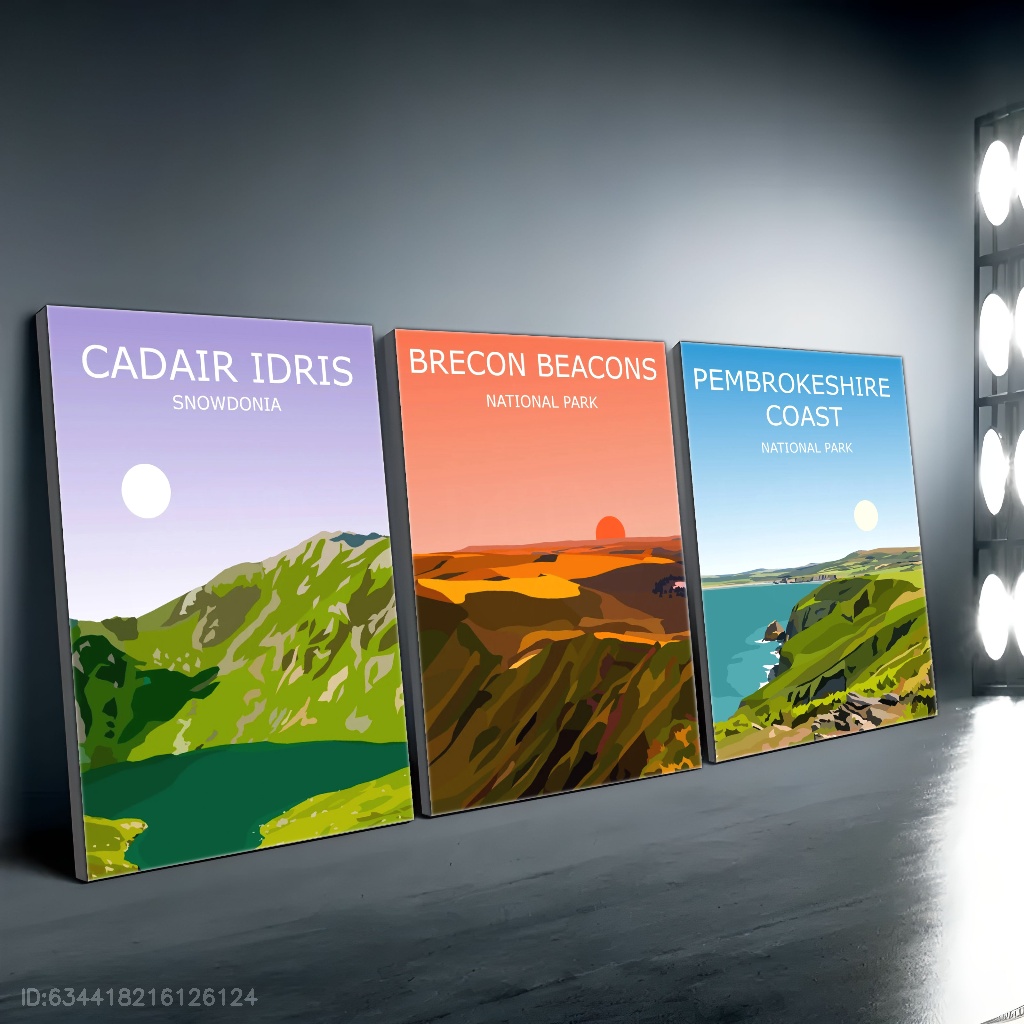 CADAIR IDRIS
SNOWDONIA
BRECON BEACONS
NATIONAL PARK
PEMBROKESHIRE
COAST
NATIONAL PARK
ID:634418216126124